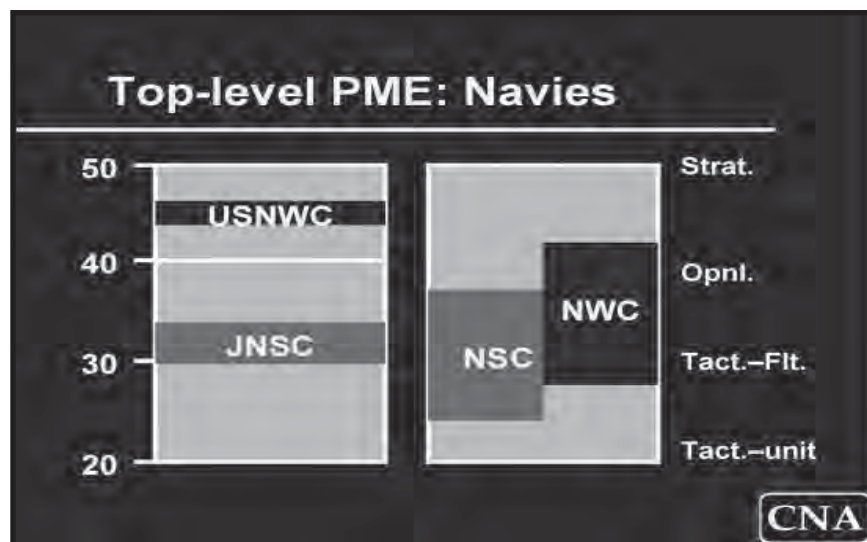 Top-level PME: Navies
50
USNWC
40
JNSC
30
20
NSC
NWC
Strat.
Opnl.
Tact.–Flt.
Tact.–unit
CNA